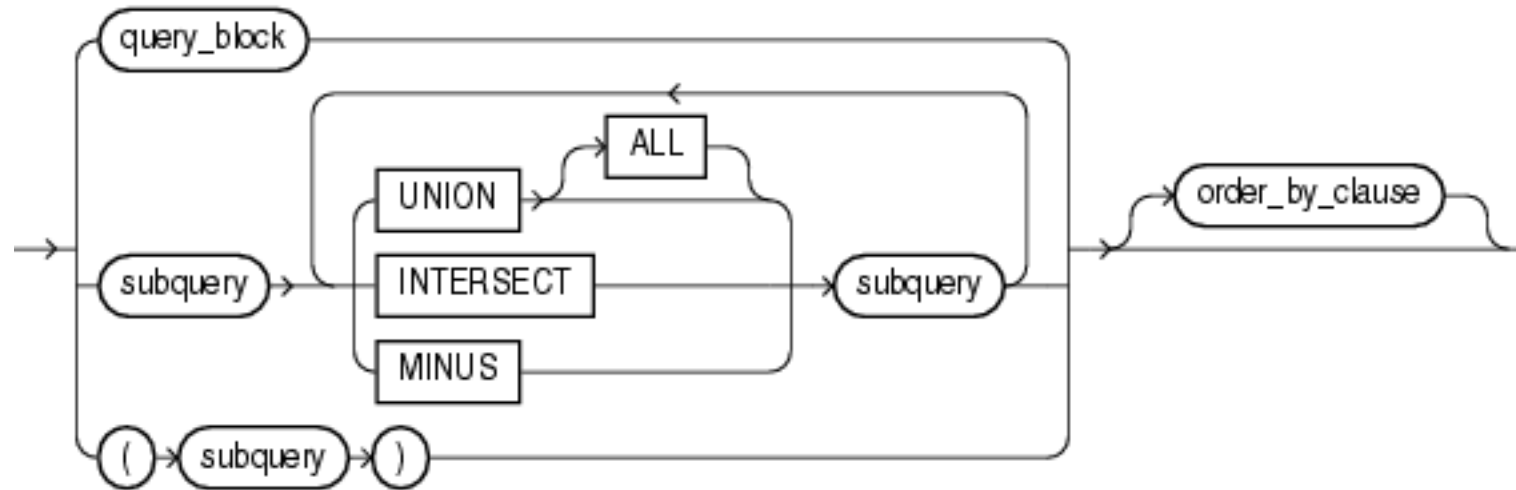 query_block
ALL
UNION
order_by_clause
subquery
INTERSECT
subquery
MINUS
( subquery )